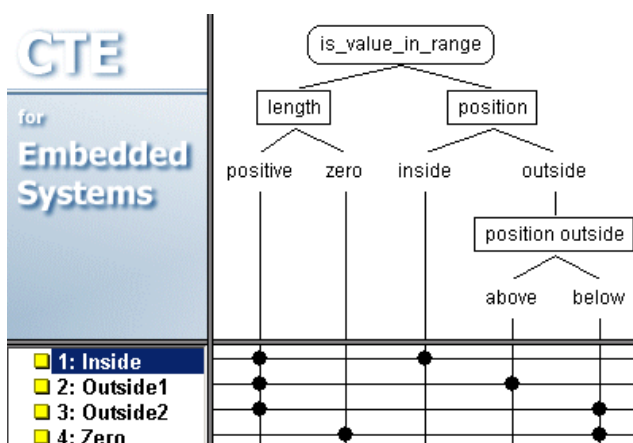 CTE
for
Embedded
Systems
is_value_in_range
length
position
positive
zero
inside
outside
position outside
above
below
1: Inside
2: Outside1
3: Outside2
4: Zero